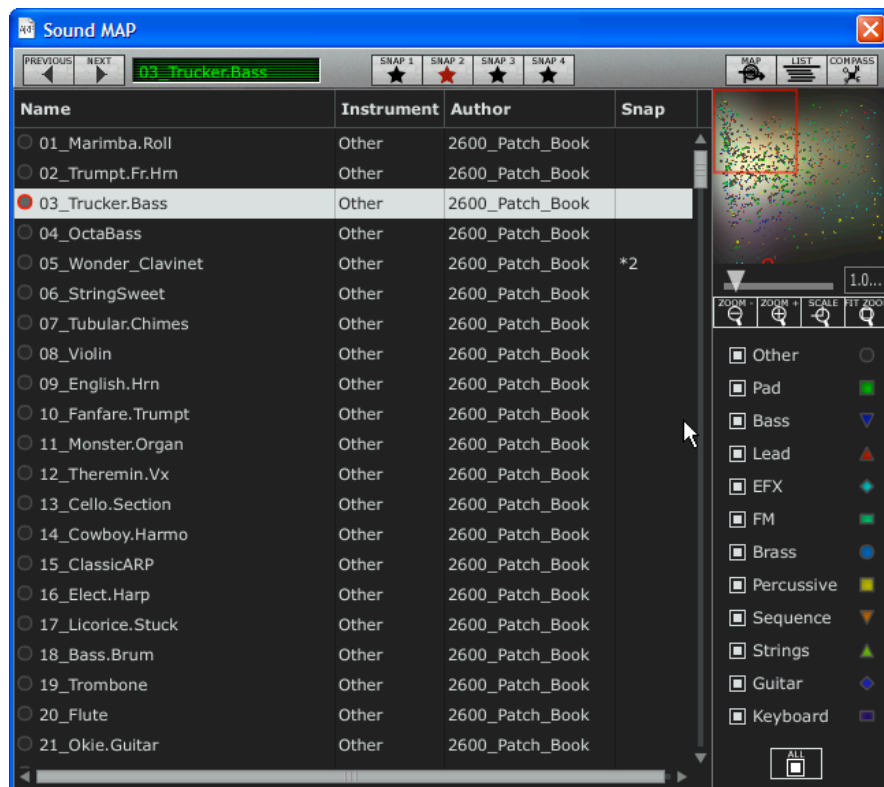 ARP Sound MAP
PREVIOUS NEXT 03_Trucker.Bass SNAP 1 SNAP 2 SNAP 3 SNAP 4 MAP LIST COMPASS
Name Instrument Author Snap
01_Marimba.Roll Other 2600_Patch_Book
02_Trumpt.Fr.Hrn Other 2600_Patch_Book
03_Trucker.Bass Other 2600_Patch_Book
04_OctaBass Other 2600_Patch_Book
05_Wonder_Clavinet Other 2600_Patch_Book *2
06_StringSweet Other 2600_Patch_Book
07_Tubular.Chimes Other 2600_Patch_Book
08_Violin Other 2600_Patch_Book
09_English.Hrn Other 2600_Patch_Book
10_Fanfare.Trumpt Other 2600_Patch_Book
11_Monster.Organ Other 2600_Patch_Book
12_Theremin.Vx Other 2600_Patch_Book
13_Cello.Section Other 2600_Patch_Book
14_Cowboy.Harmo Other 2600_Patch_Book
15_ClassicARP Other 2600_Patch_Book
16_Elect.Harp Other 2600_Patch_Book
17_Licorice.Stuck Other 2600_Patch_Book
18_Bass.Brum Other 2600_Patch_Book
19_Trombone Other 2600_Patch_Book
20_Flute Other 2600_Patch_Book
21_Okie.Guitar Other 2600_Patch_Book
1.0...
ZOOM - ZOOM + SCALE FIT ZOO
Other
Pad
Bass
Lead
EFX
FM
Brass
Percussive
Sequence
Strings
Guitar
Keyboard
ALL